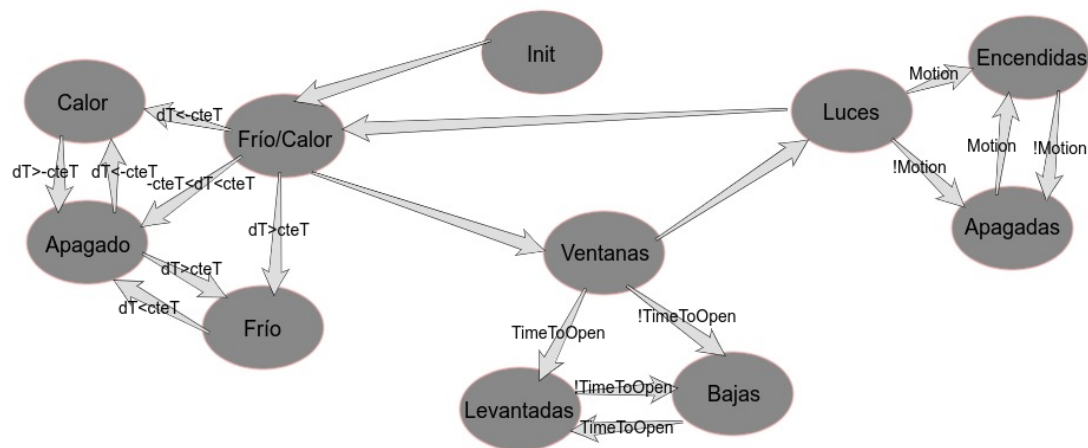 Init
Encendidas
Motion
Calor
Luces
dT<-cteT
Frío/Calor
Motion
!Motion
dT>-cteT
dT<-cteT
!Motion
-cteT<dT<cteT
Apagadas
dT>cteT
Apagado
Ventanas
dT>cteT
dT<cteT
Frío
TimeToOpen
!TimeToOpen
!TimeToOpen
Bajas
Levantadas
TimeToOpen